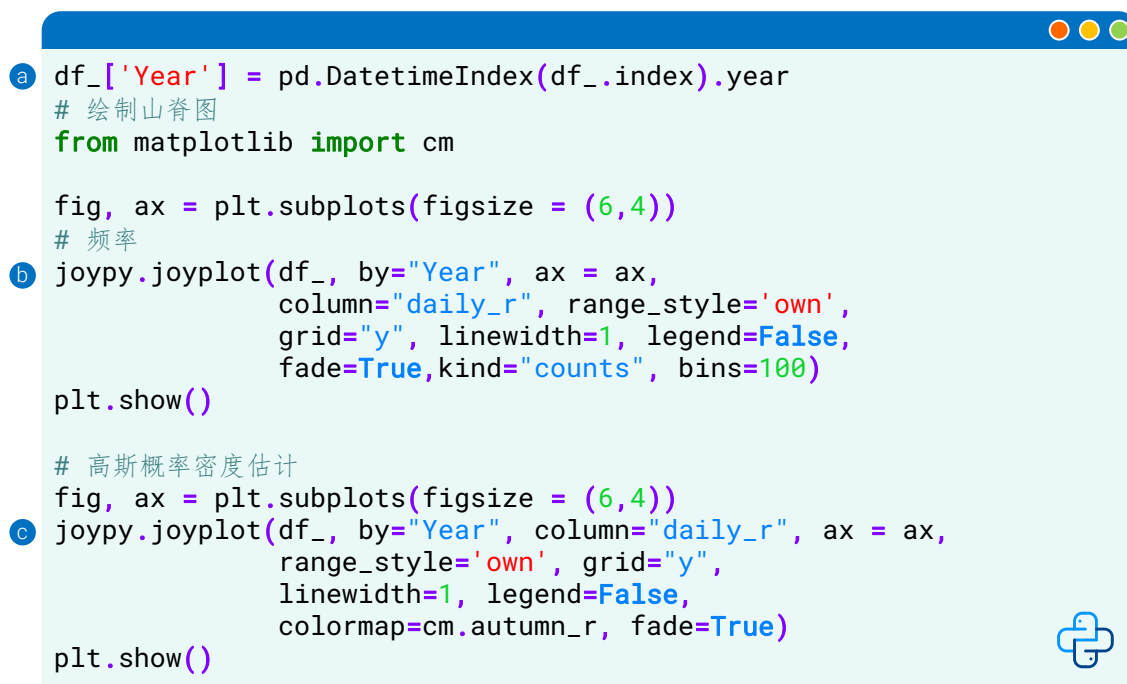 a df_['Year'] = pd.DatetimeIndex(df_.index).year
# 绘制山脊图
from matplotlib import cm
fig, ax = plt.subplots(figsize = (6,4))
# 频率
b joypy.joyplot(df_, by="Year", ax = ax,
column="daily_r", range_style='own',
grid="y", linewidth=1, legend=False,
fade=True,kind="counts", bins=100)
plt.show()
# 高斯概率密度估计
fig, ax = plt.subplots(figsize = (6,4))
c joypy.joyplot(df_, by="Year", column="daily_r", ax = ax,
range_style='own', grid="y",
linewidth=1, legend=False,
colormap=cm.autumn_r, fade=True)
plt.show()